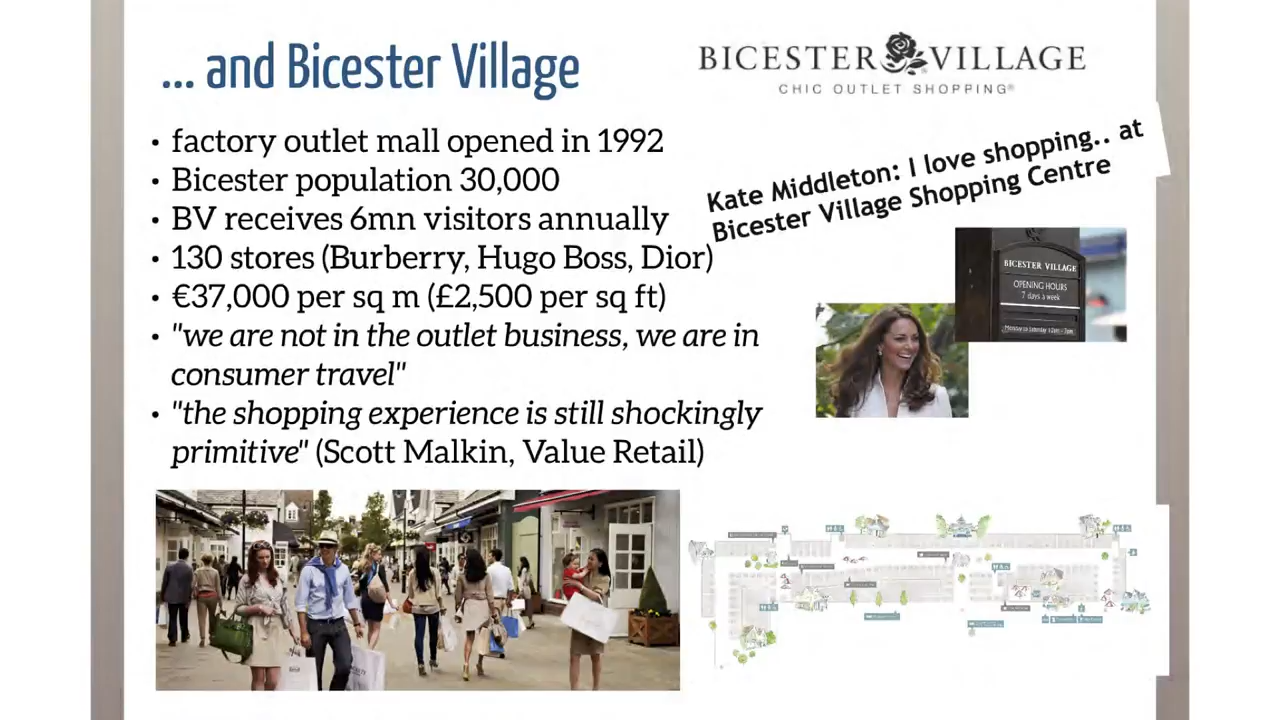 ... and Bicester Village
BICESTER VILLAGE
CHIC OUTLET SHOPPING®
• factory outlet mall opened in 1992
• Bicester population 30,000
• BV receives 6mn visitors annually
• 130 stores (Burberry, Hugo Boss, Dior)
• €37,000 per sq m (£2,500 per sq ft)
• "we are not in the outlet business, we are in
consumer travel"
• "the shopping experience is still shockingly
primitive" (Scott Malkin, Value Retail)
Kate Middleton: I love shopping.. at
Bicester Village Shopping Centre
BICESTER VILLAGE
OPENING HOURS
7 days a week